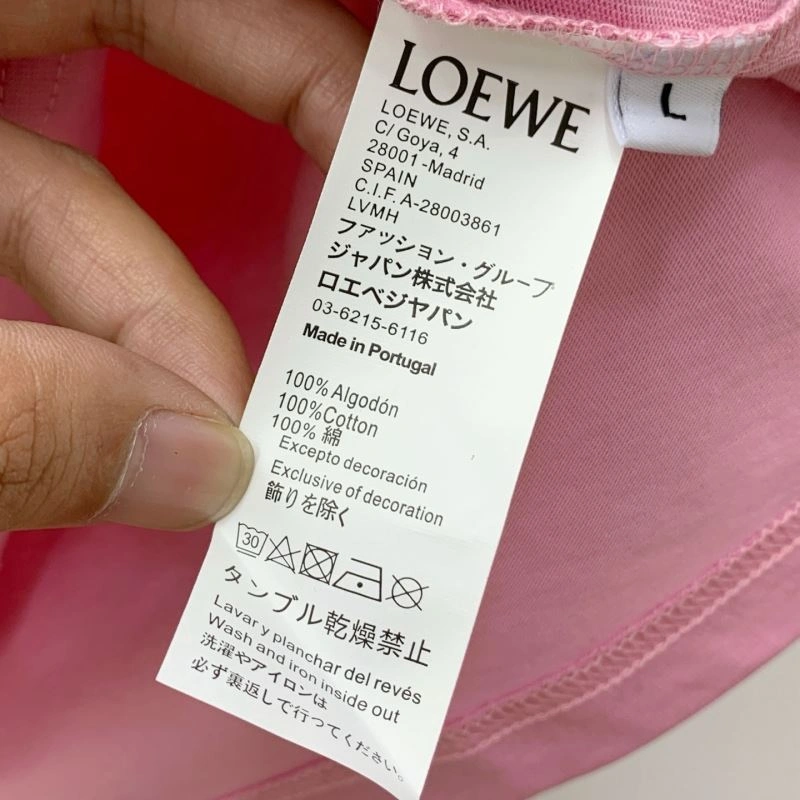 LOEWE
L
LOEWE, S.A.
C/ Goya, 4
28001 -Madrid
SPAIN
C.I.F. A-28003861
LVMH
ファッション・グループ
ジャパン株式会社
ロエベジャパン
03-6215-6116
Made in Portugal
100% Algodón
100%Cotton
100% 綿
Excepto decoración
Exclusive of decoration
飾りを除く
30
タンブル乾燥禁止
Lavar y planchar del revés
Wash and iron inside out
洗濯やアイロンは
必ず裏返しで行ってください。